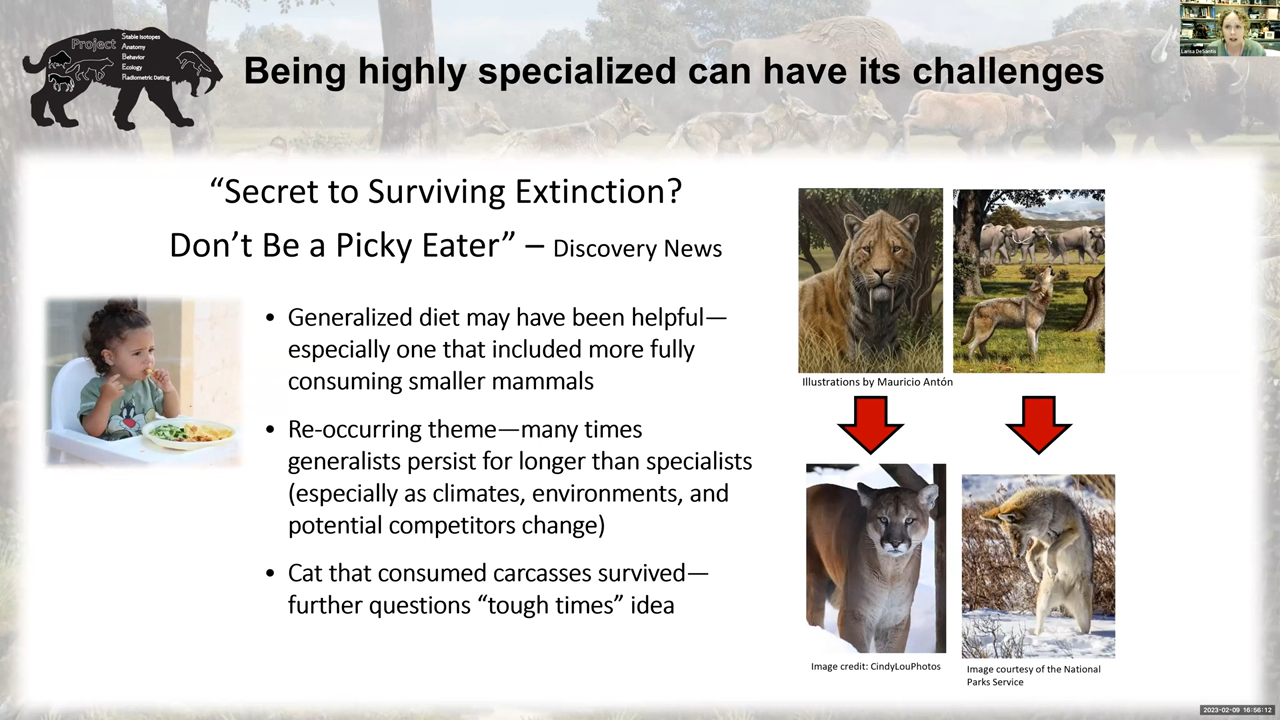 Project
Stable Isotopes
Anatomy
Behavior
Ecology
Radiometric Dating
Being highly specialized can have its challenges
Larisa DeSantis
“Secret to Surviving Extinction?
Don’t Be a Picky Eater” – Discovery News
• Generalized diet may have been helpful—
especially one that included more fully
consuming smaller mammals
• Re-occurring theme—many times
generalists persist for longer than specialists
(especially as climates, environments, and
potential competitors change)
• Cat that consumed carcasses survived—
further questions “tough times” idea
Illustrations by Mauricio Antón
Image credit: CindyLouPhotos
Image courtesy of the National
Parks Service
2023-02-09 16:56:12